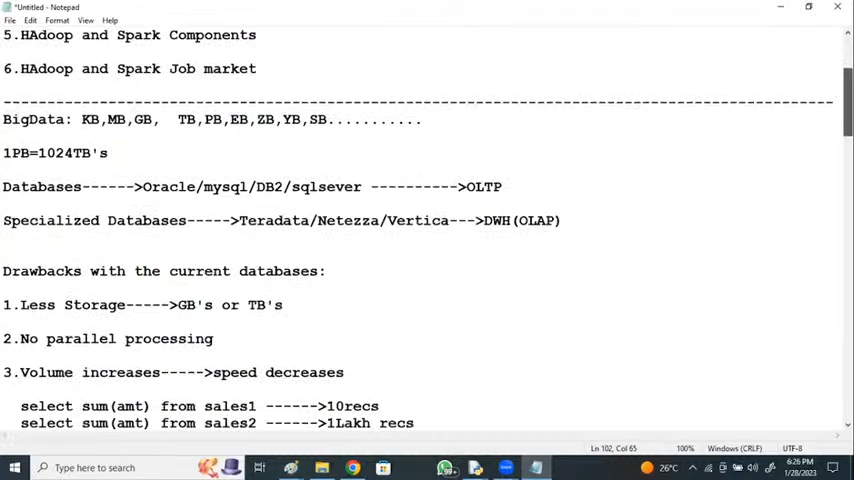 *Untitled - Notepad
File Edit Format View Help
5.HAdoop and Spark Components
6.HAdoop and Spark Job market
----------------------------------------------------------------------------------------------
BigData: KB,MB,GB,  TB,PB,EB,ZB,YB,SB...........
1PB=1024TB's
Databases------>Oracle/mysql/DB2/sqlsever ---------->OLTP
Specialized Databases----->Teradata/Netezza/Vertica--->DWH(OLAP)
Drawbacks with the current databases:
1.Less Storage----->GB's or TB's
2.No parallel processing
3.Volume increases----->speed decreases
select sum(amt) from sales1 ------>10recs
select sum(amt) from sales2 ------>1Lakh recs
Ln 102, Col 65 100% Windows (CRLF) UTF-8
Type here to search 99+ 26°C 6:26 PM
1/28/2023